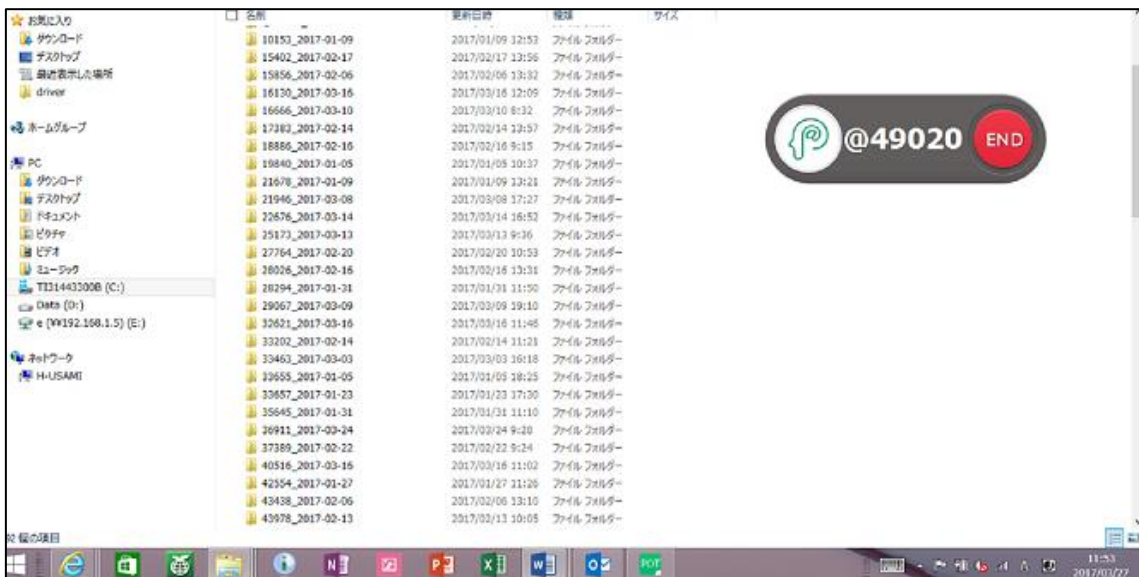 お気に入り
ダウンロード
デスクトップ
最近表示した場所
driver
ホームグループ
PC
ダウンロード
デスクトップ
ドキュメント
ピクチャ
ビデオ
ミュージック
TI31443300B (C:)
Data (D:)
e (¥¥192.168.1.5) (E:)
ネットワーク
H-USAMI
名前 更新日時 種類 サイズ
10153_2017-01-09 2017/01/09 12:53 ファイル フォルダー
15402_2017-02-17 2017/02/17 13:56 ファイル フォルダー
15856_2017-02-06 2017/02/06 13:32 ファイル フォルダー
16130_2017-03-16 2017/03/16 12:09 ファイル フォルダー
16666_2017-03-10 2017/03/10 8:32 ファイル フォルダー
17383_2017-02-14 2017/02/14 13:57 ファイル フォルダー
18886_2017-02-16 2017/02/16 9:15 ファイル フォルダー
19840_2017-01-05 2017/01/05 10:37 ファイル フォルダー
21678_2017-01-09 2017/01/09 13:21 ファイル フォルダー
21946_2017-03-08 2017/03/08 17:27 ファイル フォルダー
22676_2017-03-14 2017/03/14 16:52 ファイル フォルダー
25173_2017-03-13 2017/03/13 9:36 ファイル フォルダー
27764_2017-02-20 2017/02/20 10:53 ファイル フォルダー
28026_2017-02-16 2017/02/16 13:31 ファイル フォルダー
28294_2017-01-31 2017/01/31 11:50 ファイル フォルダー
29067_2017-03-09 2017/03/09 19:10 ファイル フォルダー
32621_2017-03-16 2017/03/16 11:46 ファイル フォルダー
33202_2017-02-14 2017/02/14 11:21 ファイル フォルダー
33463_2017-03-03 2017/03/03 16:18 ファイル フォルダー
33655_2017-01-05 2017/01/05 18:25 ファイル フォルダー
33657_2017-01-23 2017/01/23 17:30 ファイル フォルダー
35645_2017-01-31 2017/01/31 11:10 ファイル フォルダー
36911_2017-03-24 2017/03/24 9:28 ファイル フォルダー
37389_2017-02-22 2017/02/22 9:24 ファイル フォルダー
40516_2017-03-16 2017/03/16 11:02 ファイル フォルダー
42554_2017-01-27 2017/01/27 11:26 ファイル フォルダー
43438_2017-02-06 2017/02/06 13:10 ファイル フォルダー
43978_2017-02-13 2017/02/13 10:05 ファイル フォルダー
@49020 END
個の項目
POT
11:53
2017/03/27